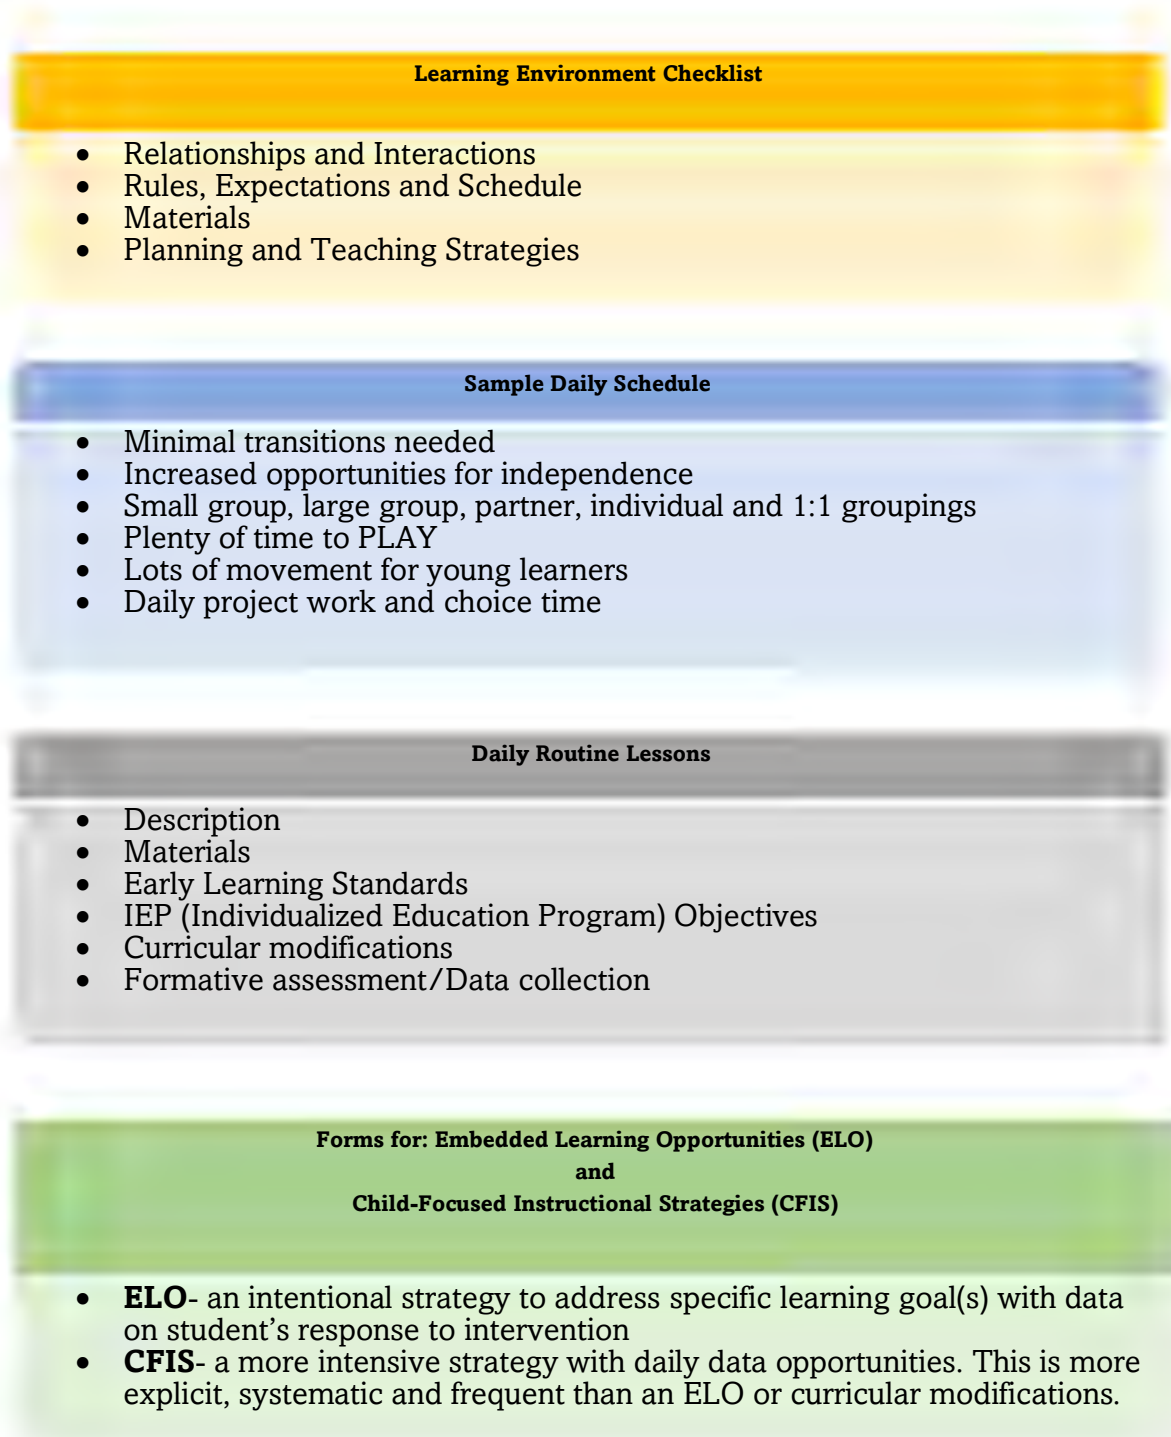 Learning Environment Checklist
• Relationships and Interactions
• Rules, Expectations and Schedule
• Materials
• Planning and Teaching Strategies
Sample Daily Schedule
• Minimal transitions needed
• Increased opportunities for independence
• Small group, large group, partner, individual and 1:1 groupings
• Plenty of time to PLAY
• Lots of movement for young learners
• Daily project work and choice time
Daily Routine Lessons
• Description
• Materials
• Early Learning Standards
• IEP (Individualized Education Program) Objectives
• Curricular modifications
• Formative assessment/Data collection
Forms for: Embedded Learning Opportunities (ELO)
and
Child-Focused Instructional Strategies (CFIS)
• ELO- an intentional strategy to address specific learning goal(s) with data
on student’s response to intervention
• CFIS- a more intensive strategy with daily data opportunities. This is more
explicit, systematic and frequent than an ELO or curricular modifications.